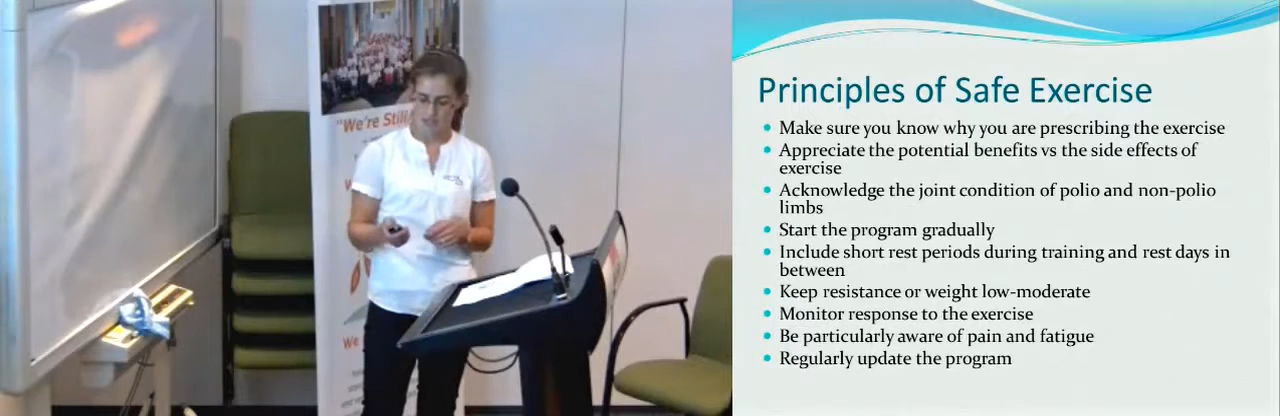 "We're Still
We
Principles of Safe Exercise
Make sure you know why you are prescribing the exercise
Appreciate the potential benefits vs the side effects of
exercise
Acknowledge the joint condition of polio and non-polio
limbs
Start the program gradually
Include short rest periods during training and rest days in
between
Keep resistance or weight low-moderate
Monitor response to the exercise
Be particularly aware of pain and fatigue
Regularly update the program